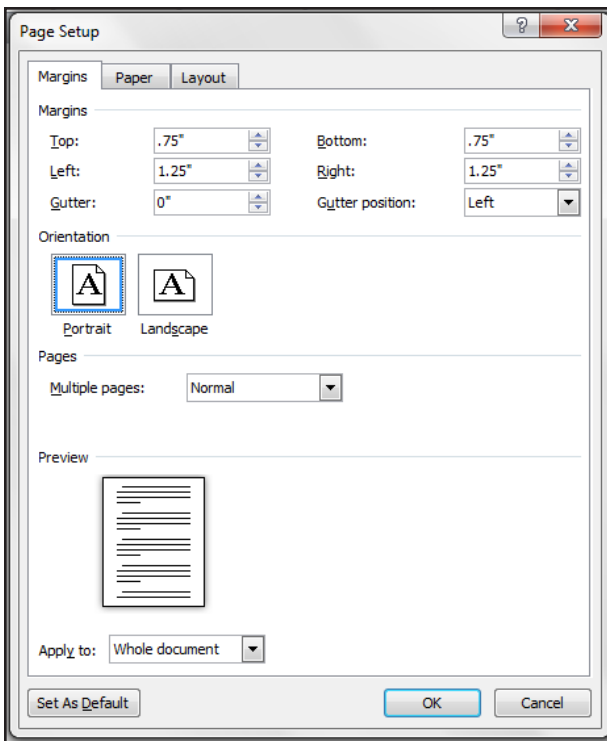 Page Setup
Margins Paper Layout
Margins
Top: .75" Bottom: .75"
Left: 1.25" Right: 1.25"
Gutter: 0" Gutter position: Left
Orientation
A A
Portrait Landscape
Pages
Multiple pages: Normal
Preview
Apply to: Whole document
Set As Default OK Cancel